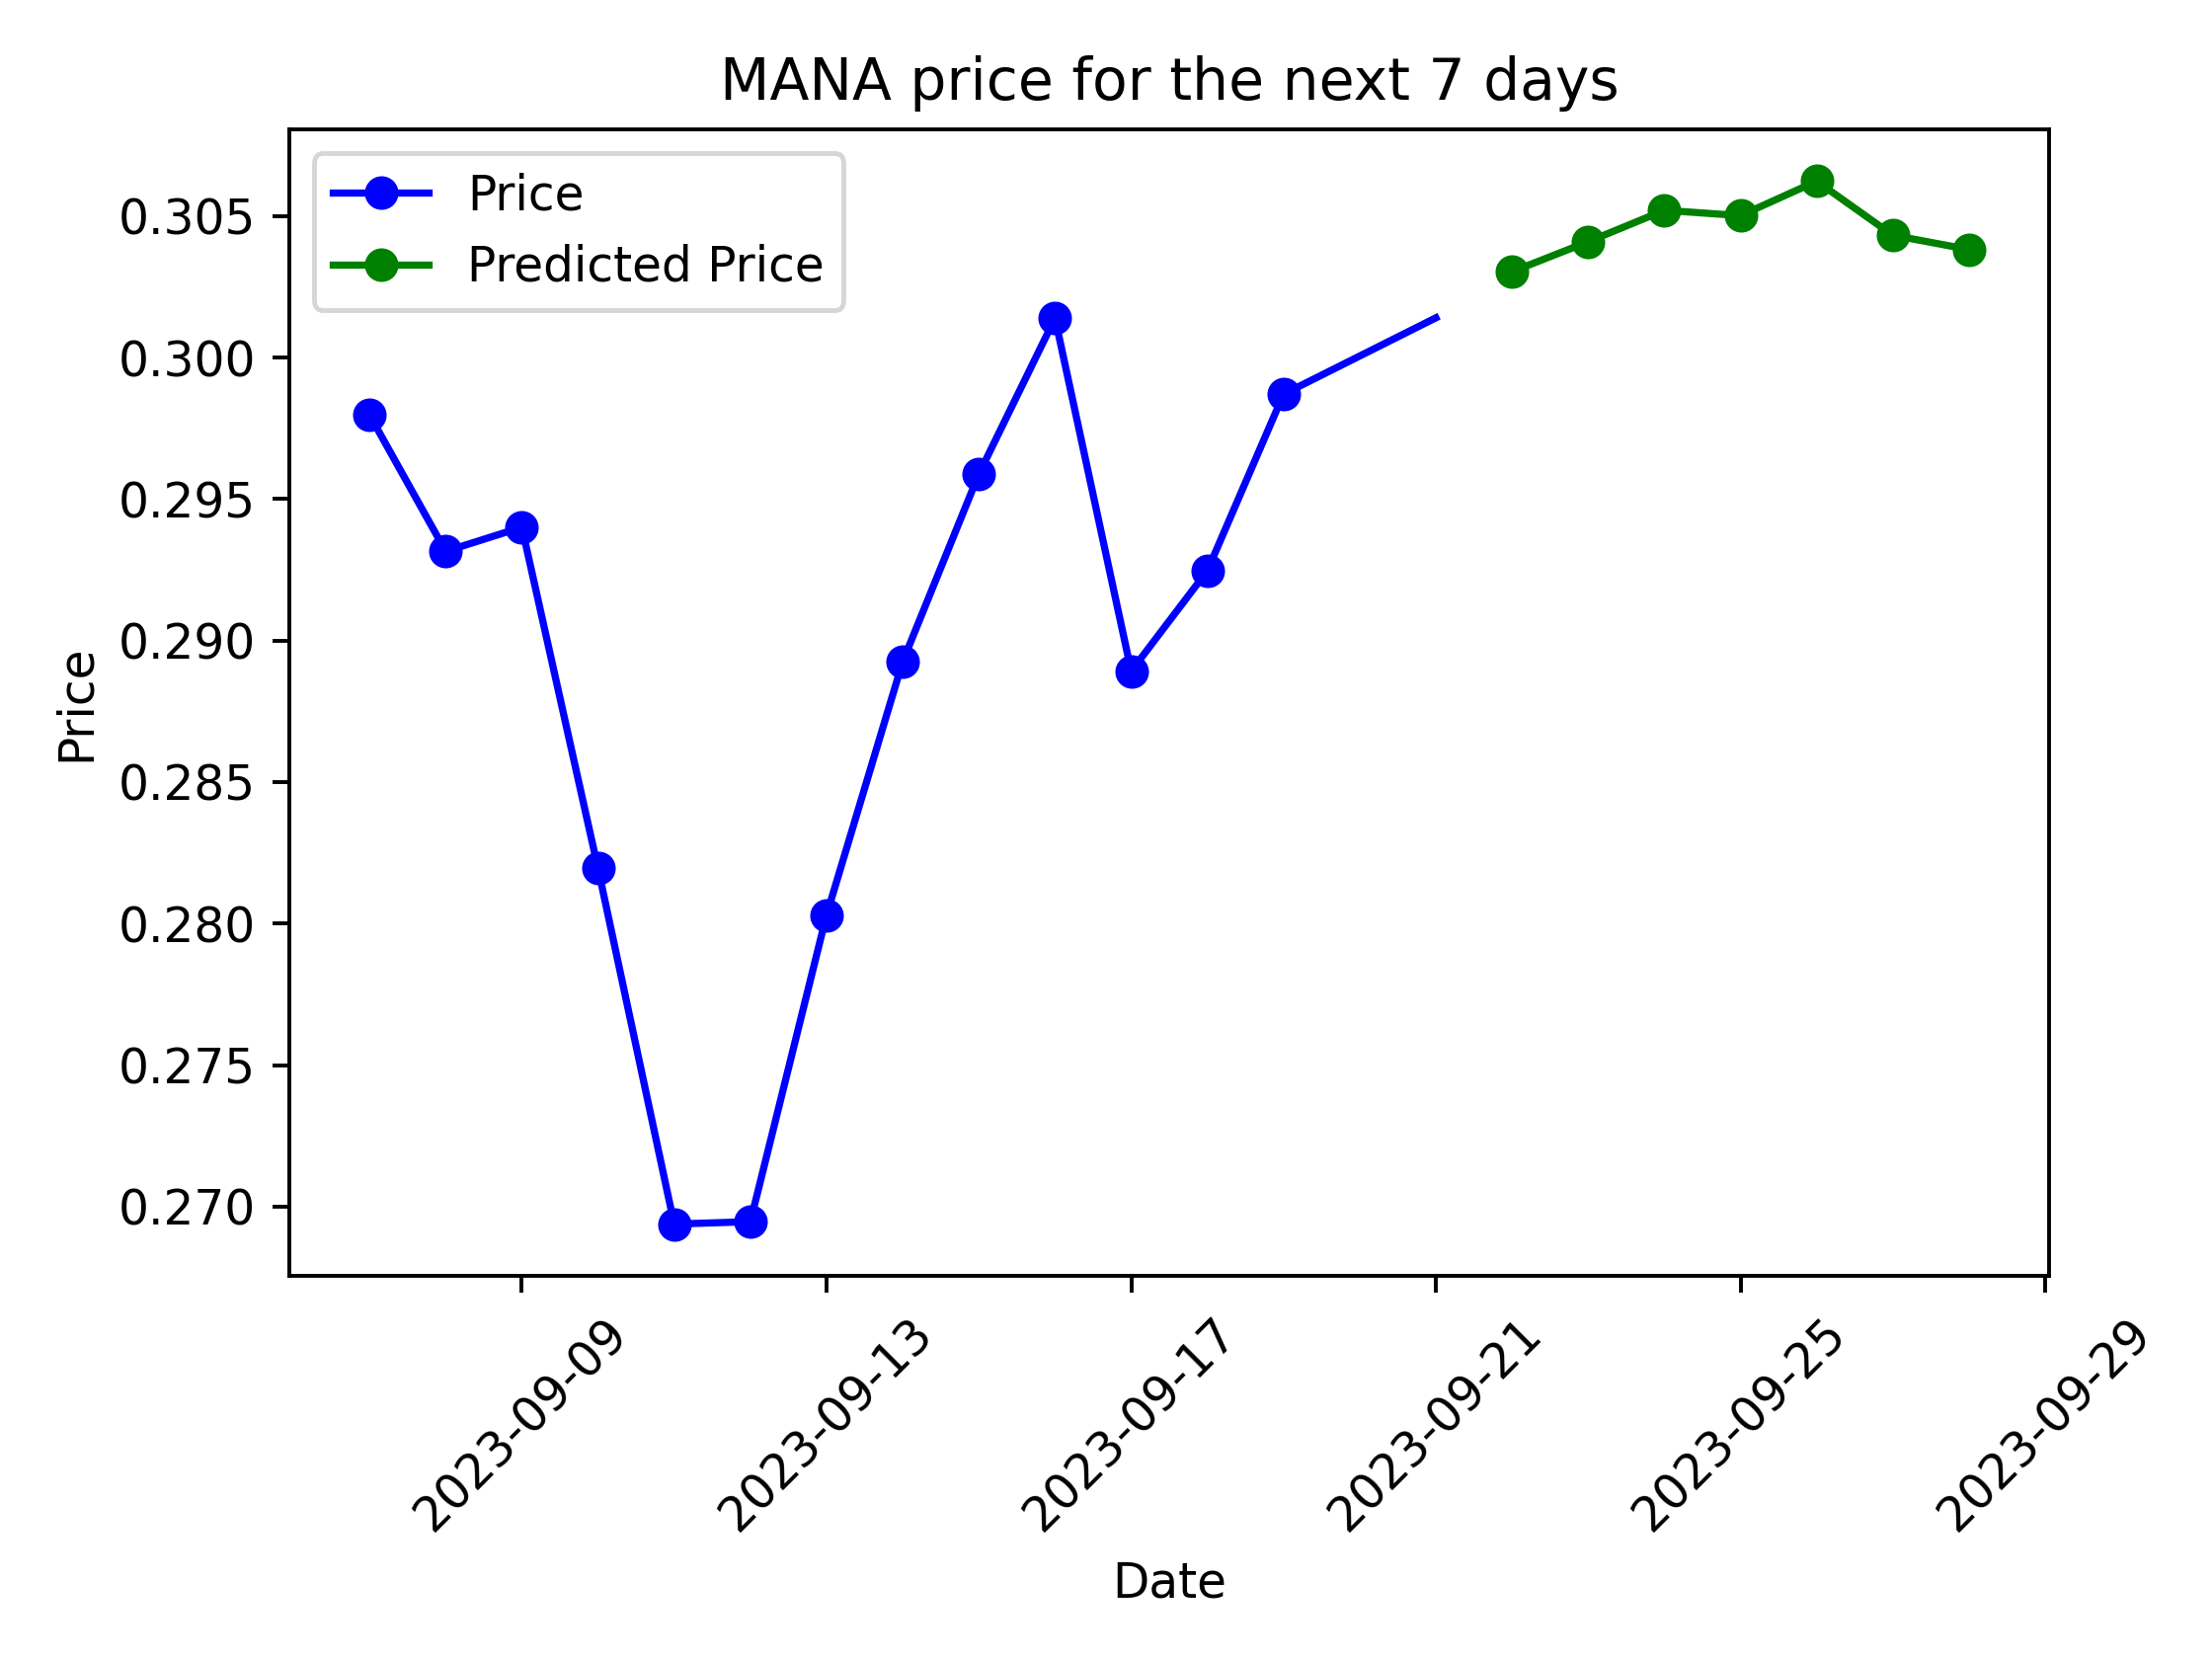 MANA price for the next 7 days
Price
Predicted Price
0.305
0.300
0.295
0.290
0.285
0.280
0.275
0.270
Price
2023-09-09
2023-09-13
2023-09-17
2023-09-21
2023-09-25
2023-09-29
Date